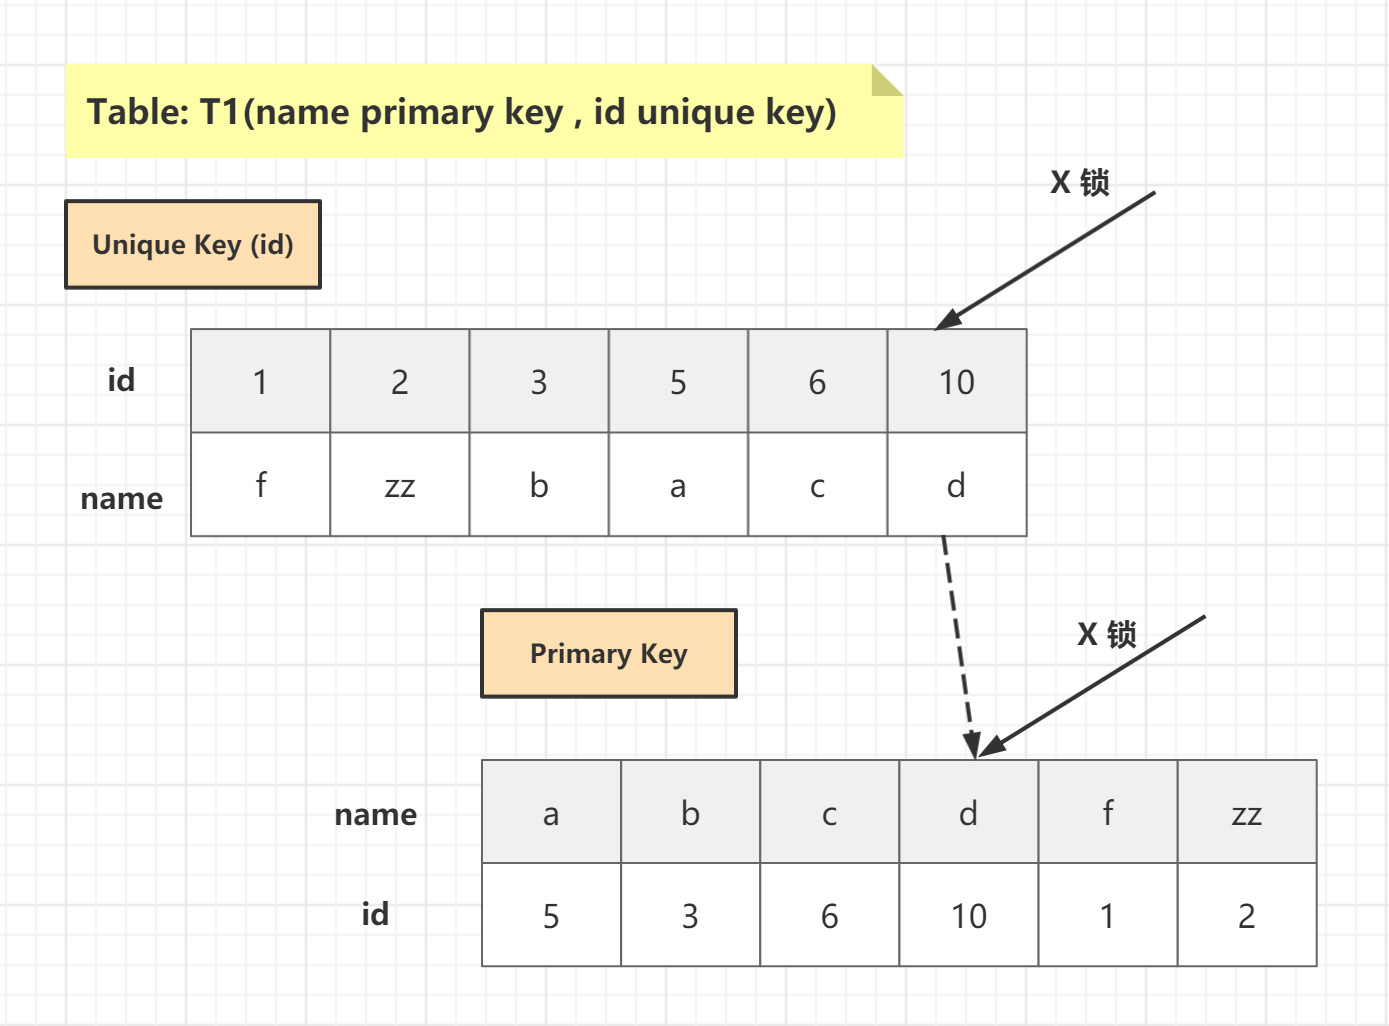 Table: T1(name primary key , id unique key)
X 锁
Unique Key (id)
id 1 2 3 5 6 10
name f zz b a c d
Primary Key
X 锁
name a b c d f zz
id 5 3 6 10 1 2